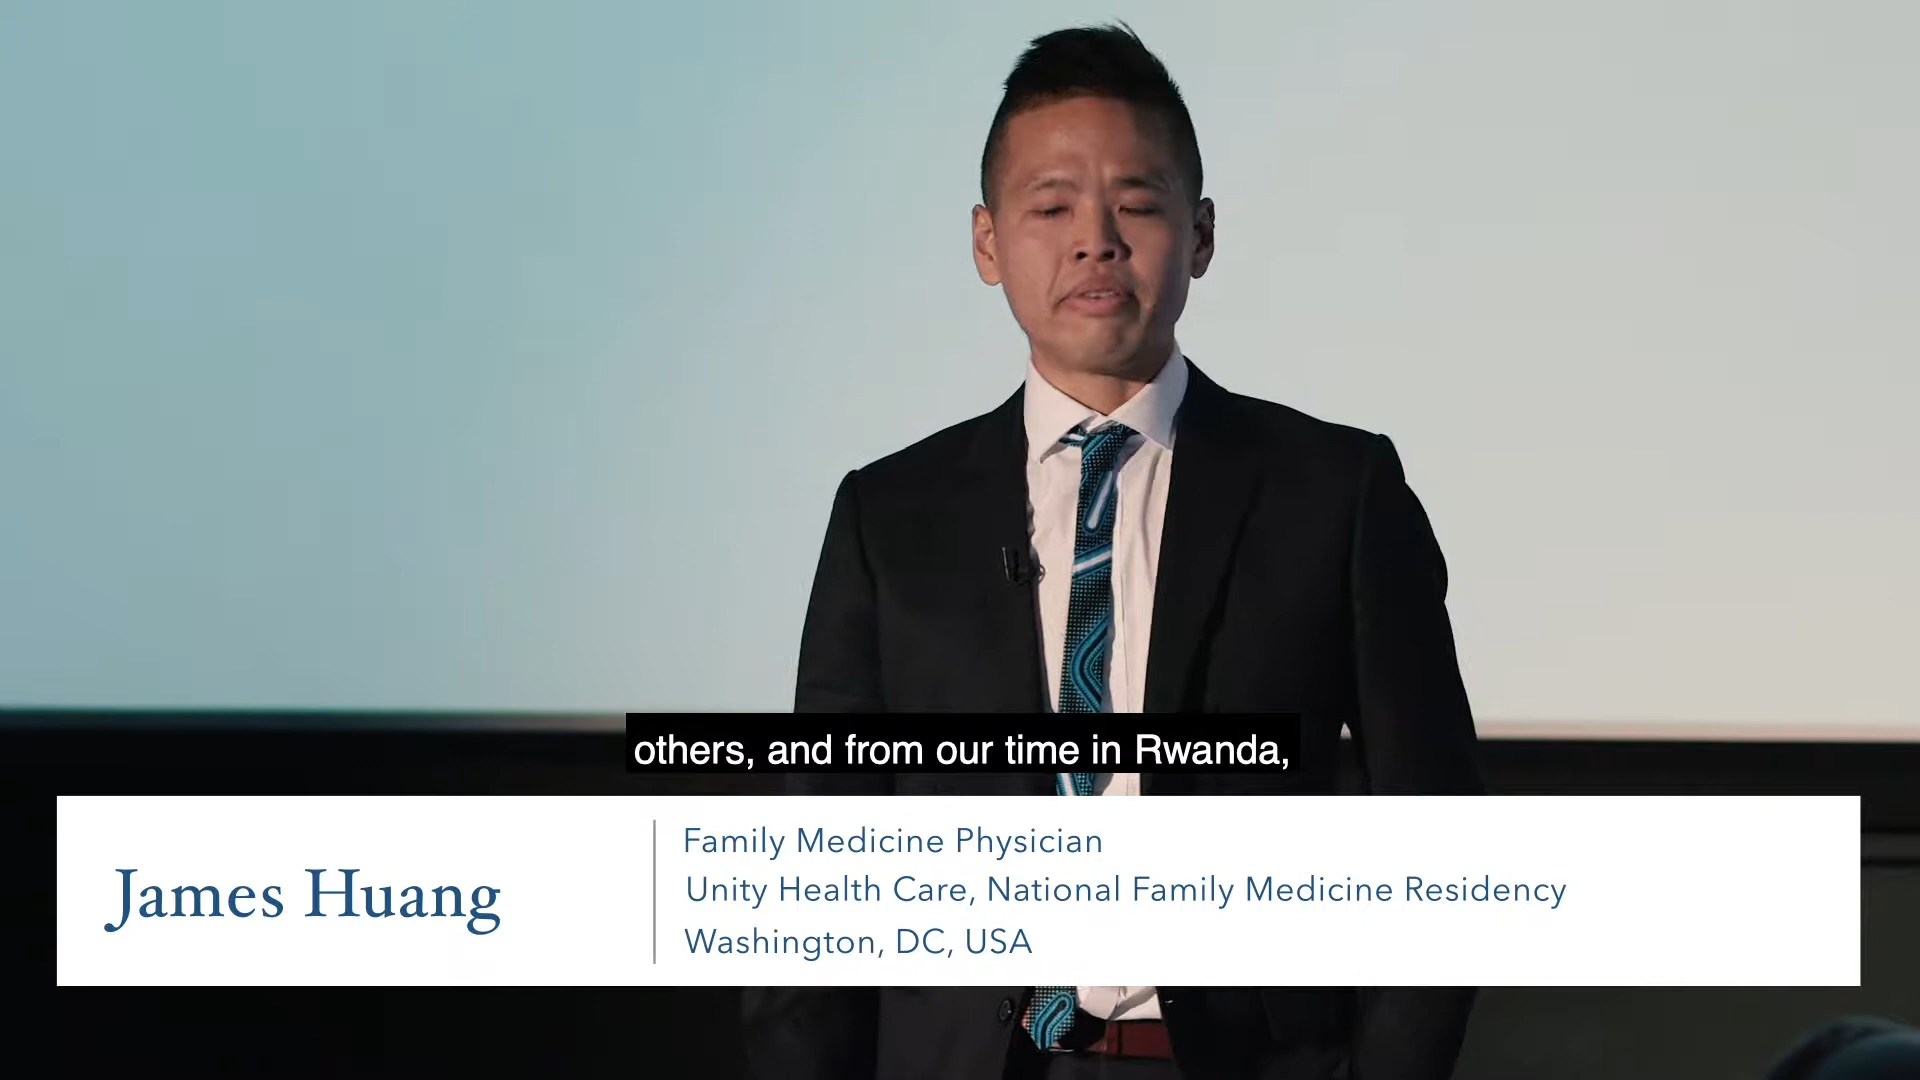 others, and from our time in Rwanda,
James Huang
Family Medicine Physician
Unity Health Care, National Family Medicine Residency
Washington, DC, USA